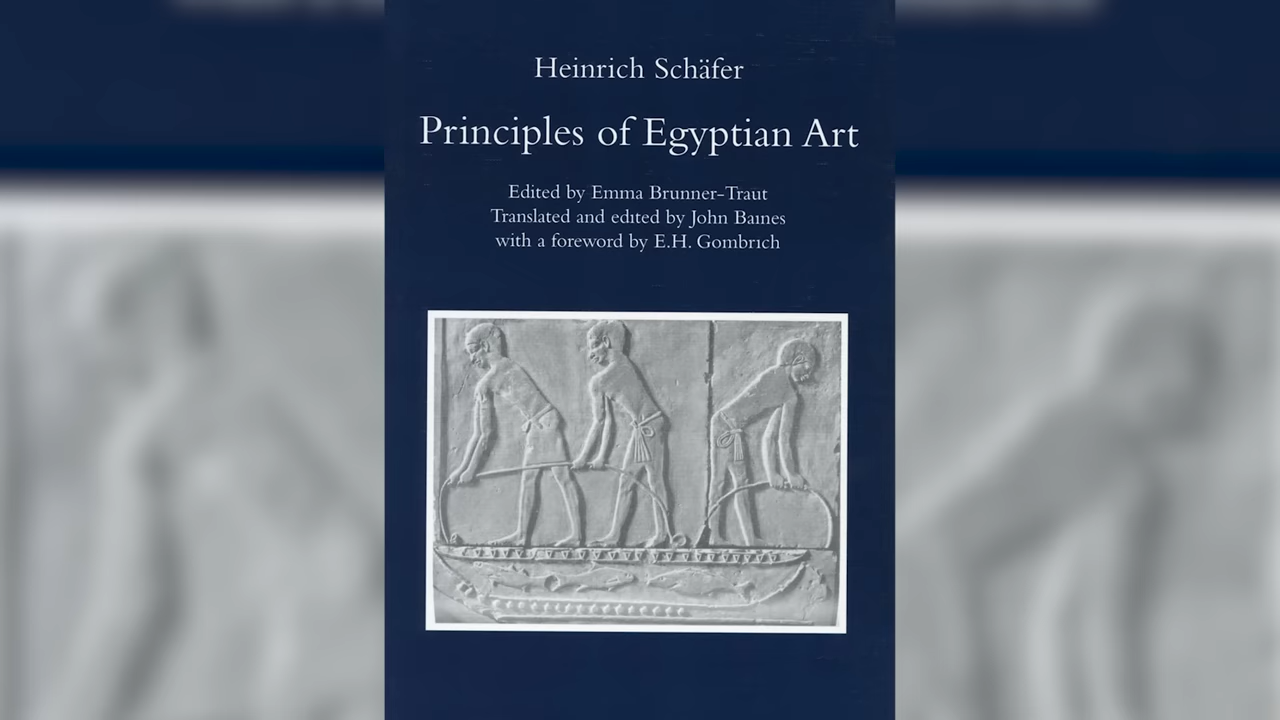 Heinrich Schäfer
Principles of Egyptian Art
Edited by Emma Brunner-Traut
Translated and edited by John Baines
with a foreword by E.H. Gombrich